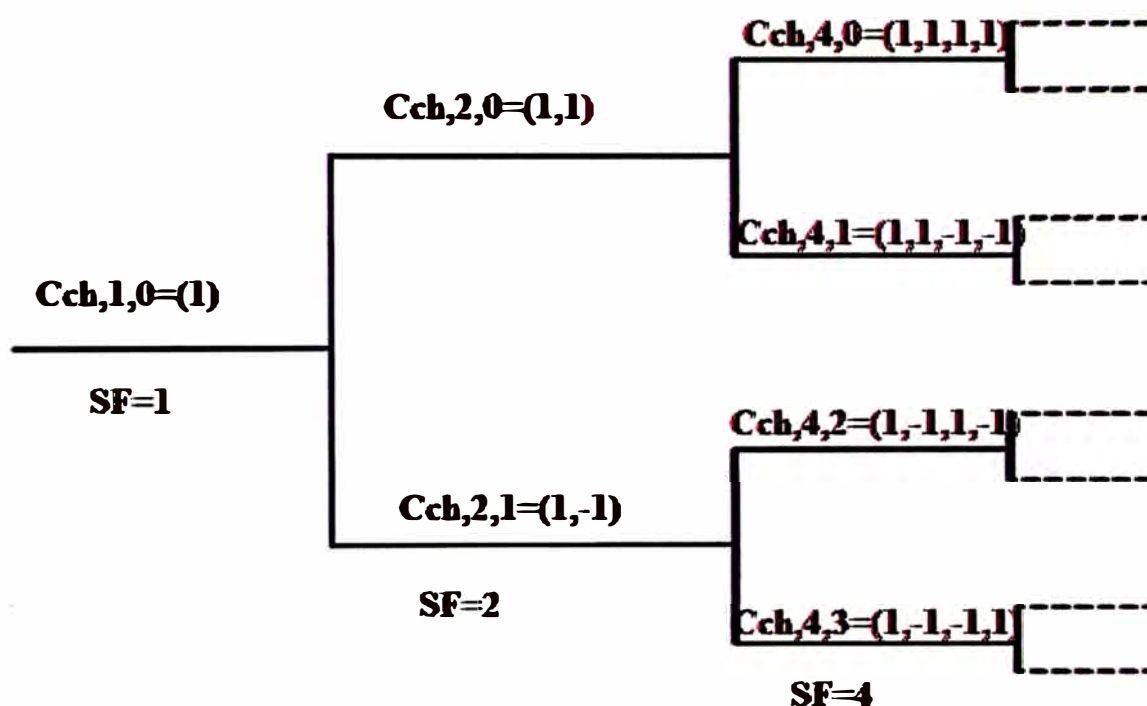 Cch,4,0=(1,1,1,1)
Cch,2,0=(1,1)
Cch,4,1=(1,1,-1,-1)
Cch,1,0=(1)
SF=1
Cch,4,2=(1,-1,1,-1)
Cch,2,1=(1,-1)
SF=2
Cch,4,3=(1,-1,-1,1)
SF=4